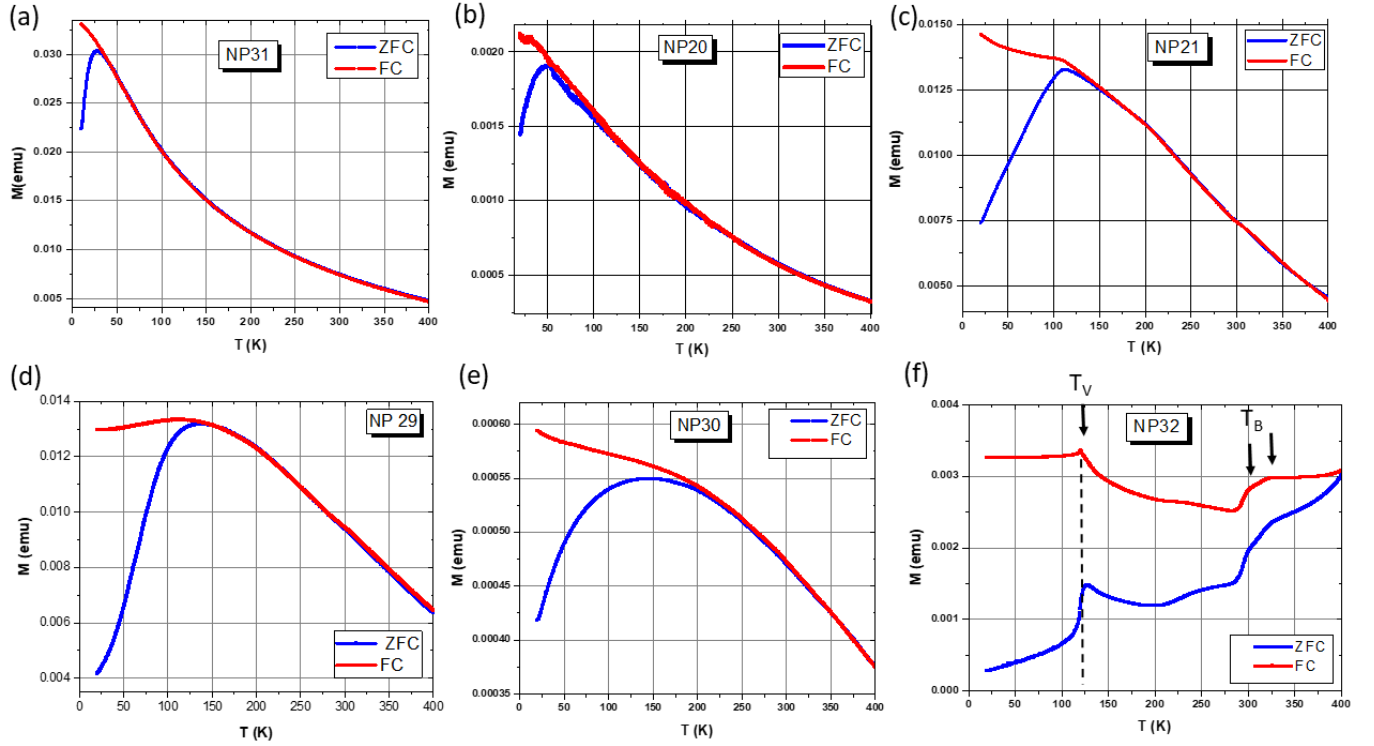 (a)
NP31
ZFC
FC
0.030
0.025
0.020
0.015
0.010
0.005
M(emu)
0 50 100 150 200 250 300 350 400
T (K)
(b)
NP20
ZFC
FC
0.0020
0.0015
0.0010
0.0005
M (emu)
50 100 150 200 250 300 350 400
T (K)
(c)
NP21
ZFC
FC
0.0150
0.0125
0.0100
0.0075
0.0050
M (emu)
0 50 100 150 200 250 300 350 400
T (K)
(d)
NP 29
ZFC
FC
0.014
0.012
0.010
0.008
0.006
0.004
M (emu)
0 50 100 150 200 250 300 350 400
T (K)
(e)
NP30
ZFC
FC
0.00060
0.00055
0.00050
0.00045
0.00040
0.00035
M (emu)
0 50 100 150 200 250 300 350 400
T (K)
(f)
TV
NP32
T B
ZFC
FC
0.004
0.003
0.002
0.001
0.000
M (emu)
0 50 100 150 200 250 300 350 400
T (K)